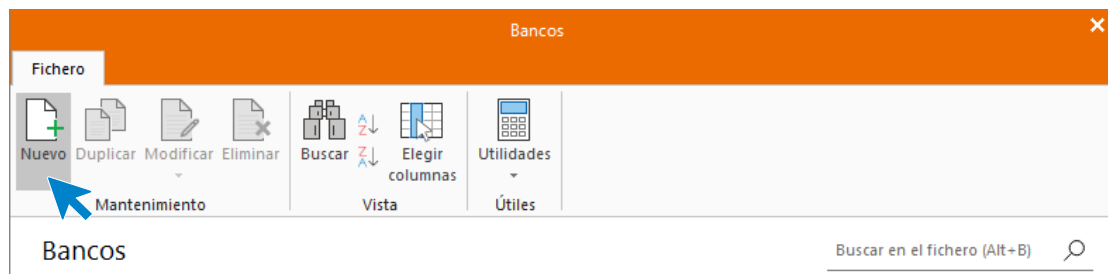 Bancos
Fichero
Nuevo Duplicar Modificar Eliminar Buscar Elegir columnas Utilidades
A Z
Z A
Mantenimiento Vista Útiles
Bancos Buscar en el fichero (Alt+B)